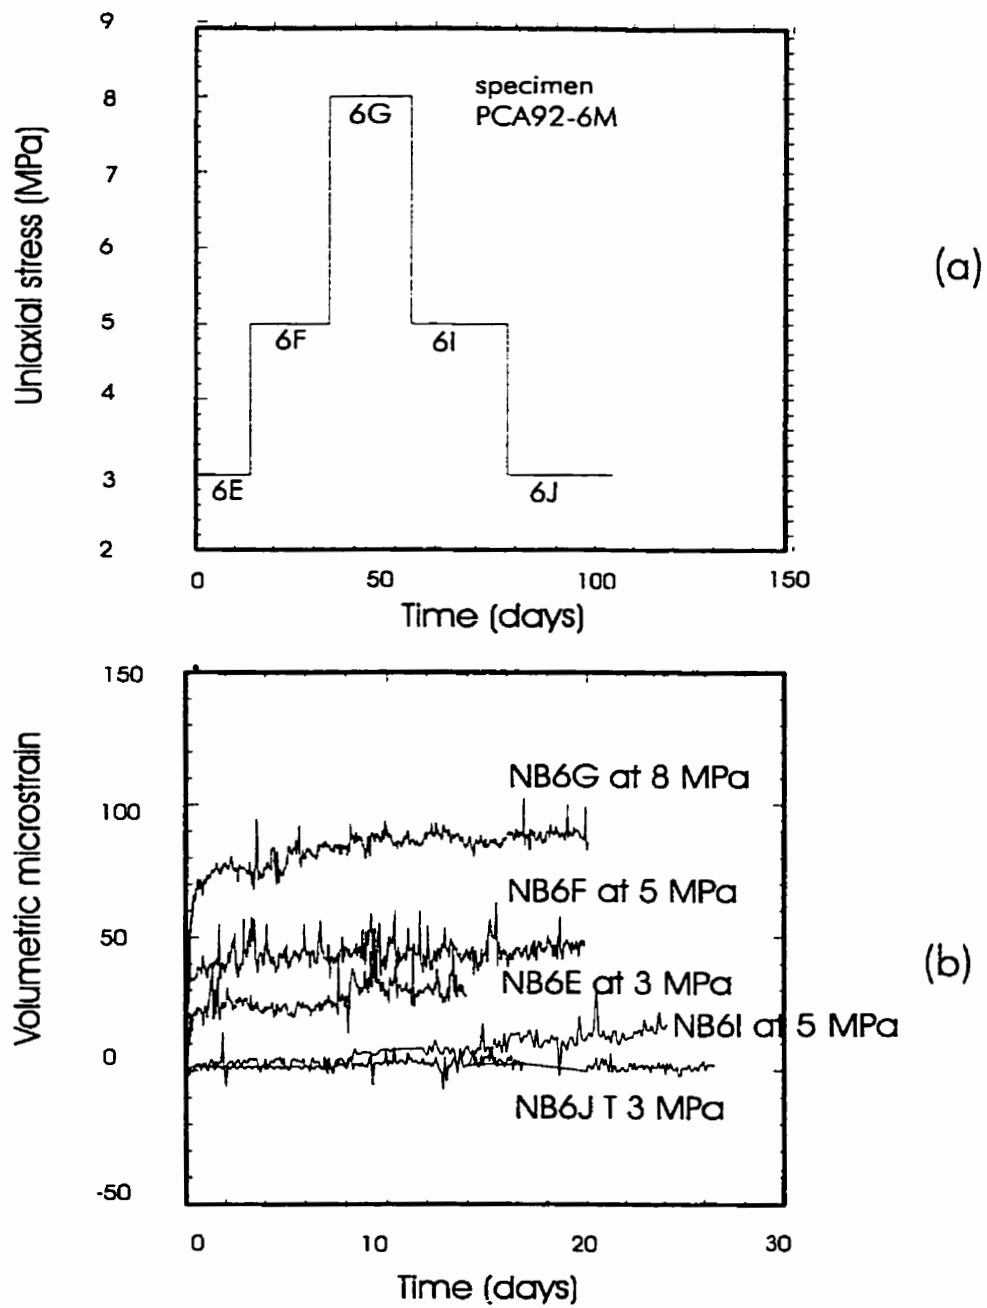 9
8
7
6
5
4
3
2
Uniaxial stress (MPa)
specimen
PCA92-6M
6G
6F
6I
6E
6J
(a)
0 50 100 150
Time (days)
150
100
50
0
-50
Volumetric microstrain
NB6G at 8 MPa
NB6F at 5 MPa
NB6E at 3 MPa
NB6I at 5 MPa
NB6J T 3 MPa
(b)
0 10 20 30
Time (days)